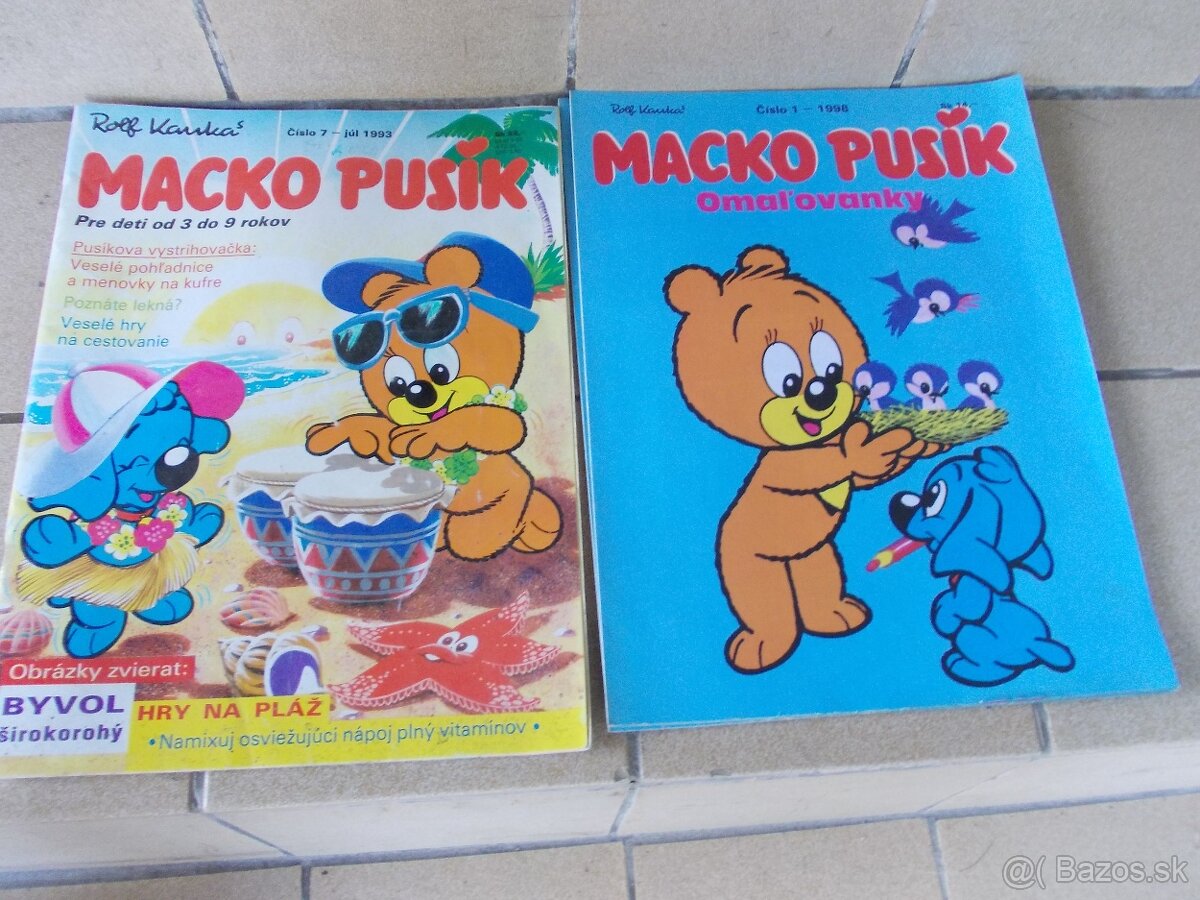 Rolf Kauka's
Číslo 7 – júl 1993
MACKO PUSÍK
Pre deti od 3 do 9 rokov
Pusíkova vystrihovačka:
Veselé pohľadnice
a menovky na kufre
Poznáte lekná?
Veselé hry
na cestovanie
Obrázky zvierat:
BYVOL
širokorohý
HRY NA PLÁŽ
• Namixuj osviežujúci nápoj plný vitamínov •
Rolf Kauka's
Číslo 1 – 1998
Sk 14,–
MACKO PUSÍK
Omaľovanky
@( Bazos.sk